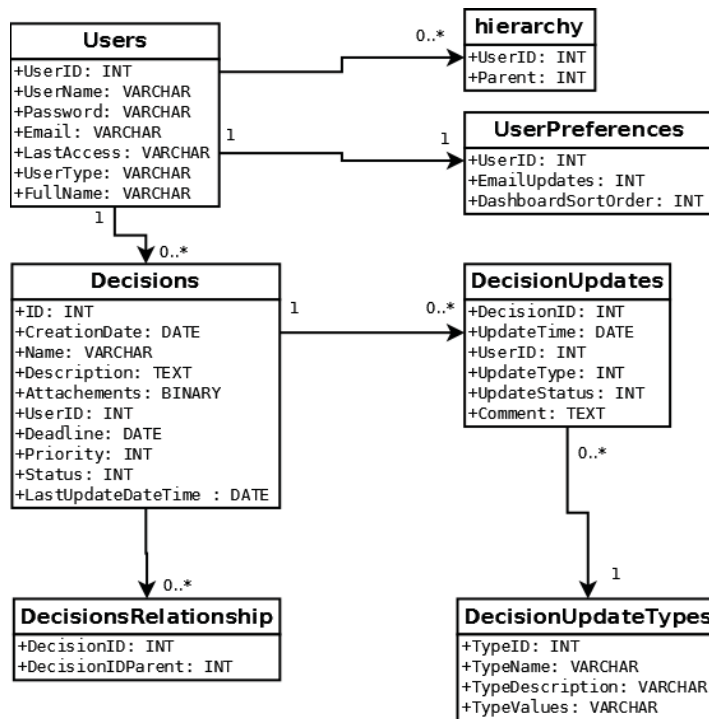 Users
+UserID: INT
+UserName: VARCHAR
+Password: VARCHAR
+Email: VARCHAR
+LastAccess: VARCHAR
+UserType: VARCHAR
+FullName: VARCHAR
0..*
hierarchy
+UserID: INT
+Parent: INT
1
1
UserPreferences
+UserID: INT
+EmailUpdates: INT
+DashboardSortOrder: INT
1
0..*
Decisions
+ID: INT
+CreationDate: DATE
+Name: VARCHAR
+Description: TEXT
+Attachements: BINARY
+UserID: INT
+Deadline: DATE
+Priority: INT
+Status: INT
+LastUpdateDateTime : DATE
1
0..*
DecisionUpdates
+DecisionID: INT
+UpdateTime: DATE
+UserID: INT
+UpdateType: INT
+UpdateStatus: INT
+Comment: TEXT
0..*
1
0..*
DecisionsRelationship
+DecisionID: INT
+DecisionIDParent: INT
DecisionUpdateTypes
+TypeID: INT
+TypeName: VARCHAR
+TypeDescription: VARCHAR
+TypeValues: VARCHAR